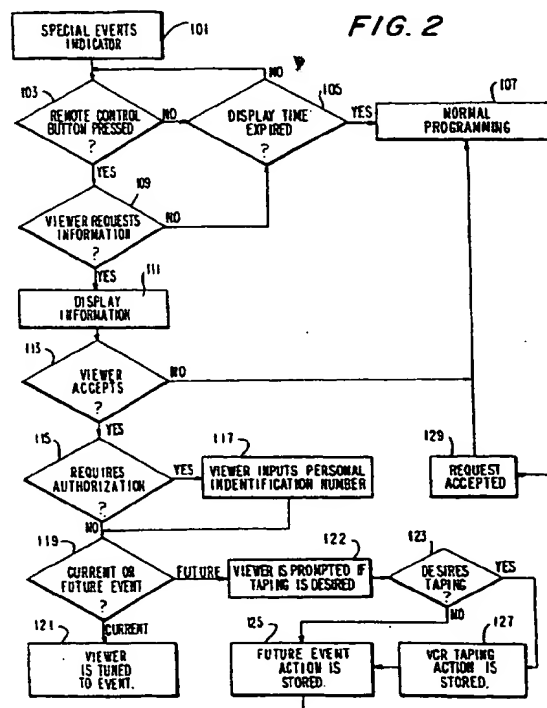 FIG. 2
SPECIAL EVENTS
INDICATOR
101
NO
103
REMOTE CONTROL
BUTTON PRESSED
?
NO
105
DISPLAY TIME
EXPIRED
?
YES
107
NORMAL
PROGRAMMING
YES
109
VIEWER REQUESTS
INFORMATION
?
NO
YES
111
DISPLAY
INFORMATION
113
VIEWER
ACCEPTS
?
NO
YES
115
REQUIRES
AUTHORIZATION
?
YES
117
VIEWER INPUTS PERSONAL
INDENTIFICATION NUMBER
129
REQUEST
ACCEPTED
NO
119
CURRENT OR
FUTURE EVENT
?
FUTURE
122
VIEWER IS PROMPTED IF
TAPING IS DESIRED
123
DESIRES
TAPING
?
YES
NO
CURRENT
121
VIEWER
IS TUNED
TO EVENT.
125
FUTURE EVENT
ACTION IS
STORED.
127
VCR TAPING
ACTION IS
STORED.